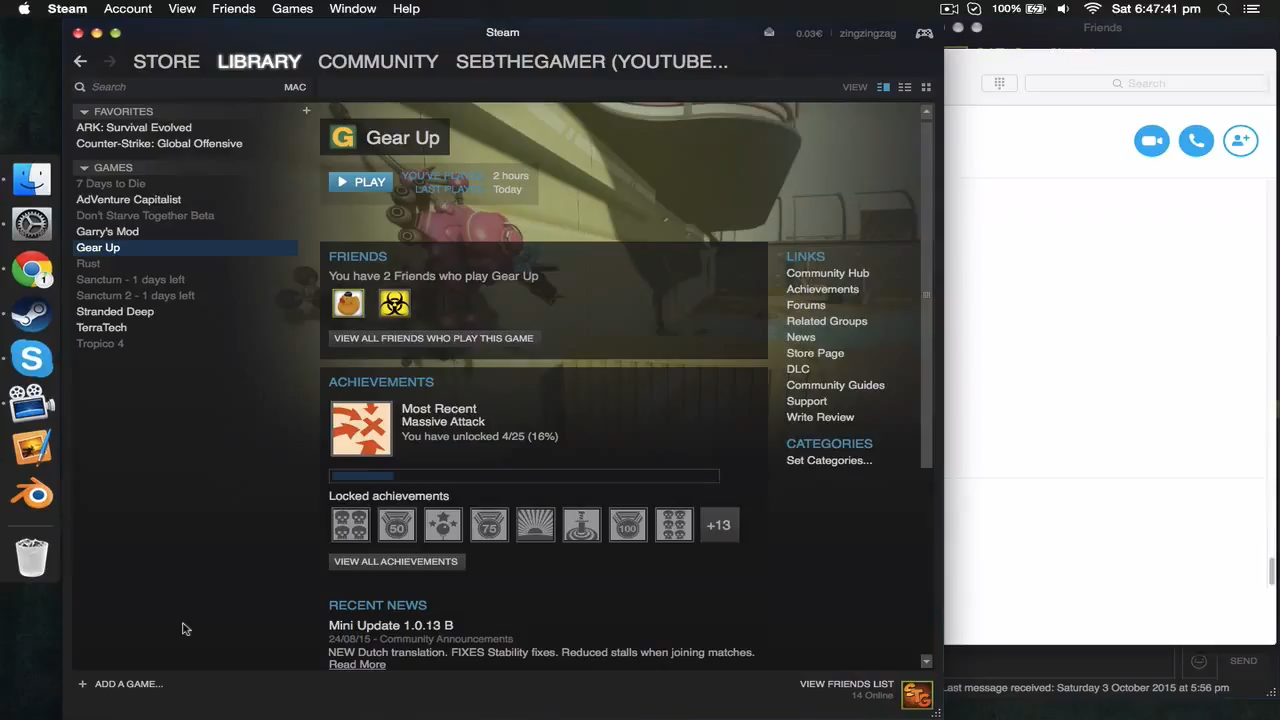 Steam Account View Friends Games Window Help
100% Sat 6:47:41 pm
Steam
0.03€ zingzingzag
Friends
STORE LIBRARY COMMUNITY SEBTHEGAMER (YOUTUBE...
Search MAC
VIEW
Search
FAVORITES
ARK: Survival Evolved
Counter-Strike: Global Offensive
GAMES
7 Days to Die
AdVenture Capitalist
Don't Starve Together Beta
Garry's Mod
Gear Up
Rust
Sanctum - 1 days left
Sanctum 2 - 1 days left
Stranded Deep
TerraTech
Tropico 4
G Gear Up
PLAY
YOU'VE PLAYED 2 hours
LAST PLAYED Today
FRIENDS
You have 2 Friends who play Gear Up
VIEW ALL FRIENDS WHO PLAY THIS GAME
ACHIEVEMENTS
Most Recent
Massive Attack
You have unlocked 4/25 (16%)
Locked achievements
50 75 100 +13
VIEW ALL ACHIEVEMENTS
RECENT NEWS
Mini Update 1.0.13 B
24/08/15 - Community Announcements
NEW Dutch translation. FIXES Stability fixes. Reduced stalls when joining matches.
Read More
LINKS
Community Hub
Achievements
Forums
Related Groups
News
Store Page
DLC
Community Guides
Support
Write Review
CATEGORIES
Set Categories...
+ ADD A GAME...
VIEW FRIENDS LIST
14 Online
STG
SEND
Last message received: Saturday 3 October 2015 at 5:56 pm
1
S